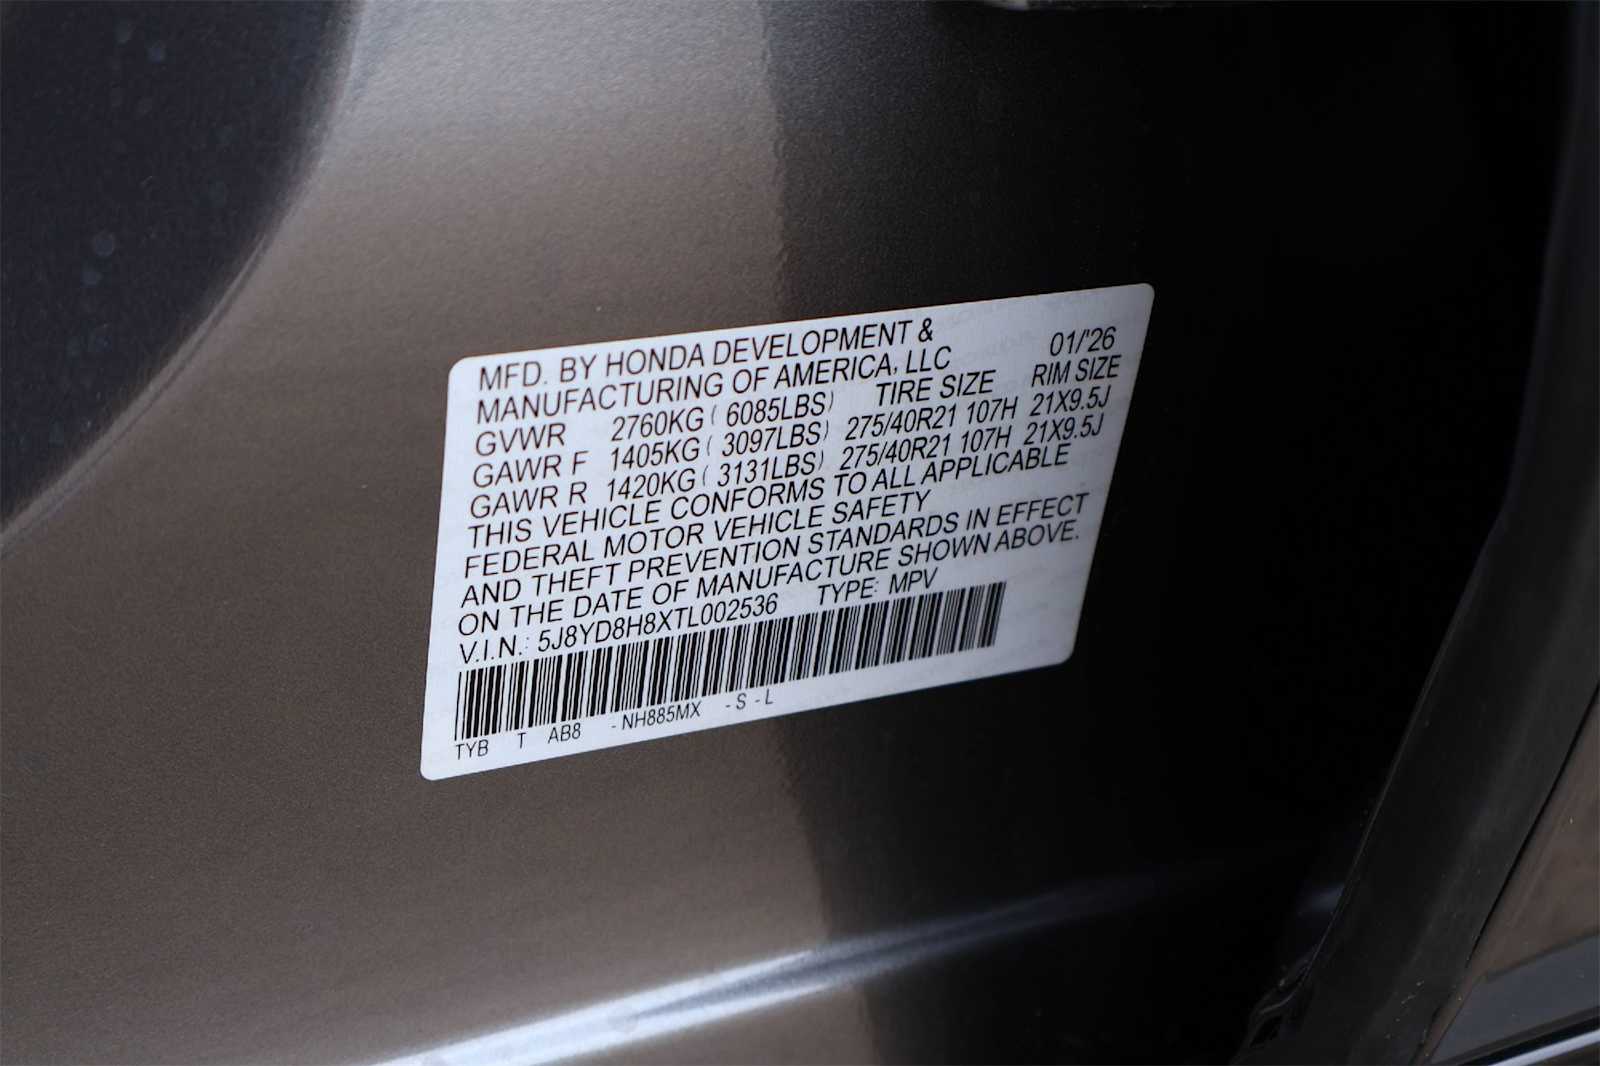 MFD. BY HONDA DEVELOPMENT &
MANUFACTURING OF AMERICA, LLC 01/'26
GVWR 2760KG ( 6085LBS) TIRE SIZE RIM SIZE
GAWR F 1405KG ( 3097LBS) 275/40R21 107H 21X9.5J
GAWR R 1420KG ( 3131LBS) 275/40R21 107H 21X9.5J
THIS VEHICLE CONFORMS TO ALL APPLICABLE
FEDERAL MOTOR VEHICLE SAFETY
AND THEFT PREVENTION STANDARDS IN EFFECT
ON THE DATE OF MANUFACTURE SHOWN ABOVE.
V.I.N.: 5J8YD8H8XTL002536 TYPE: MPV
TYB T AB8 - NH885MX - S - L